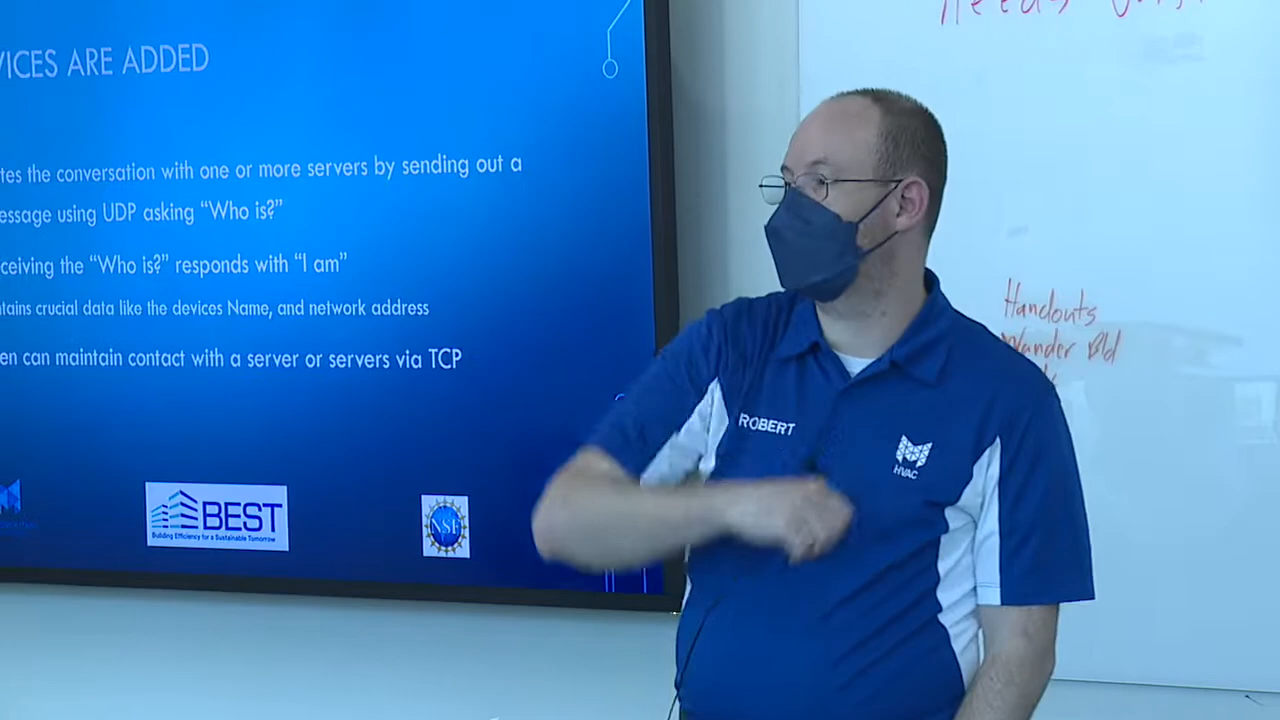 VICES ARE ADDED
tes the conversation with one or more servers by sending out a
essage using UDP asking “Who is?”
ceiving the “Who is?” responds with “I am”
tains crucial data like the devices Name, and network address
en can maintain contact with a server or servers via TCP
BEST
Building Efficiency for a Sustainable Tomorrow
NSF
ROBERT
HVAC
Needs
Handouts
Wander Bld